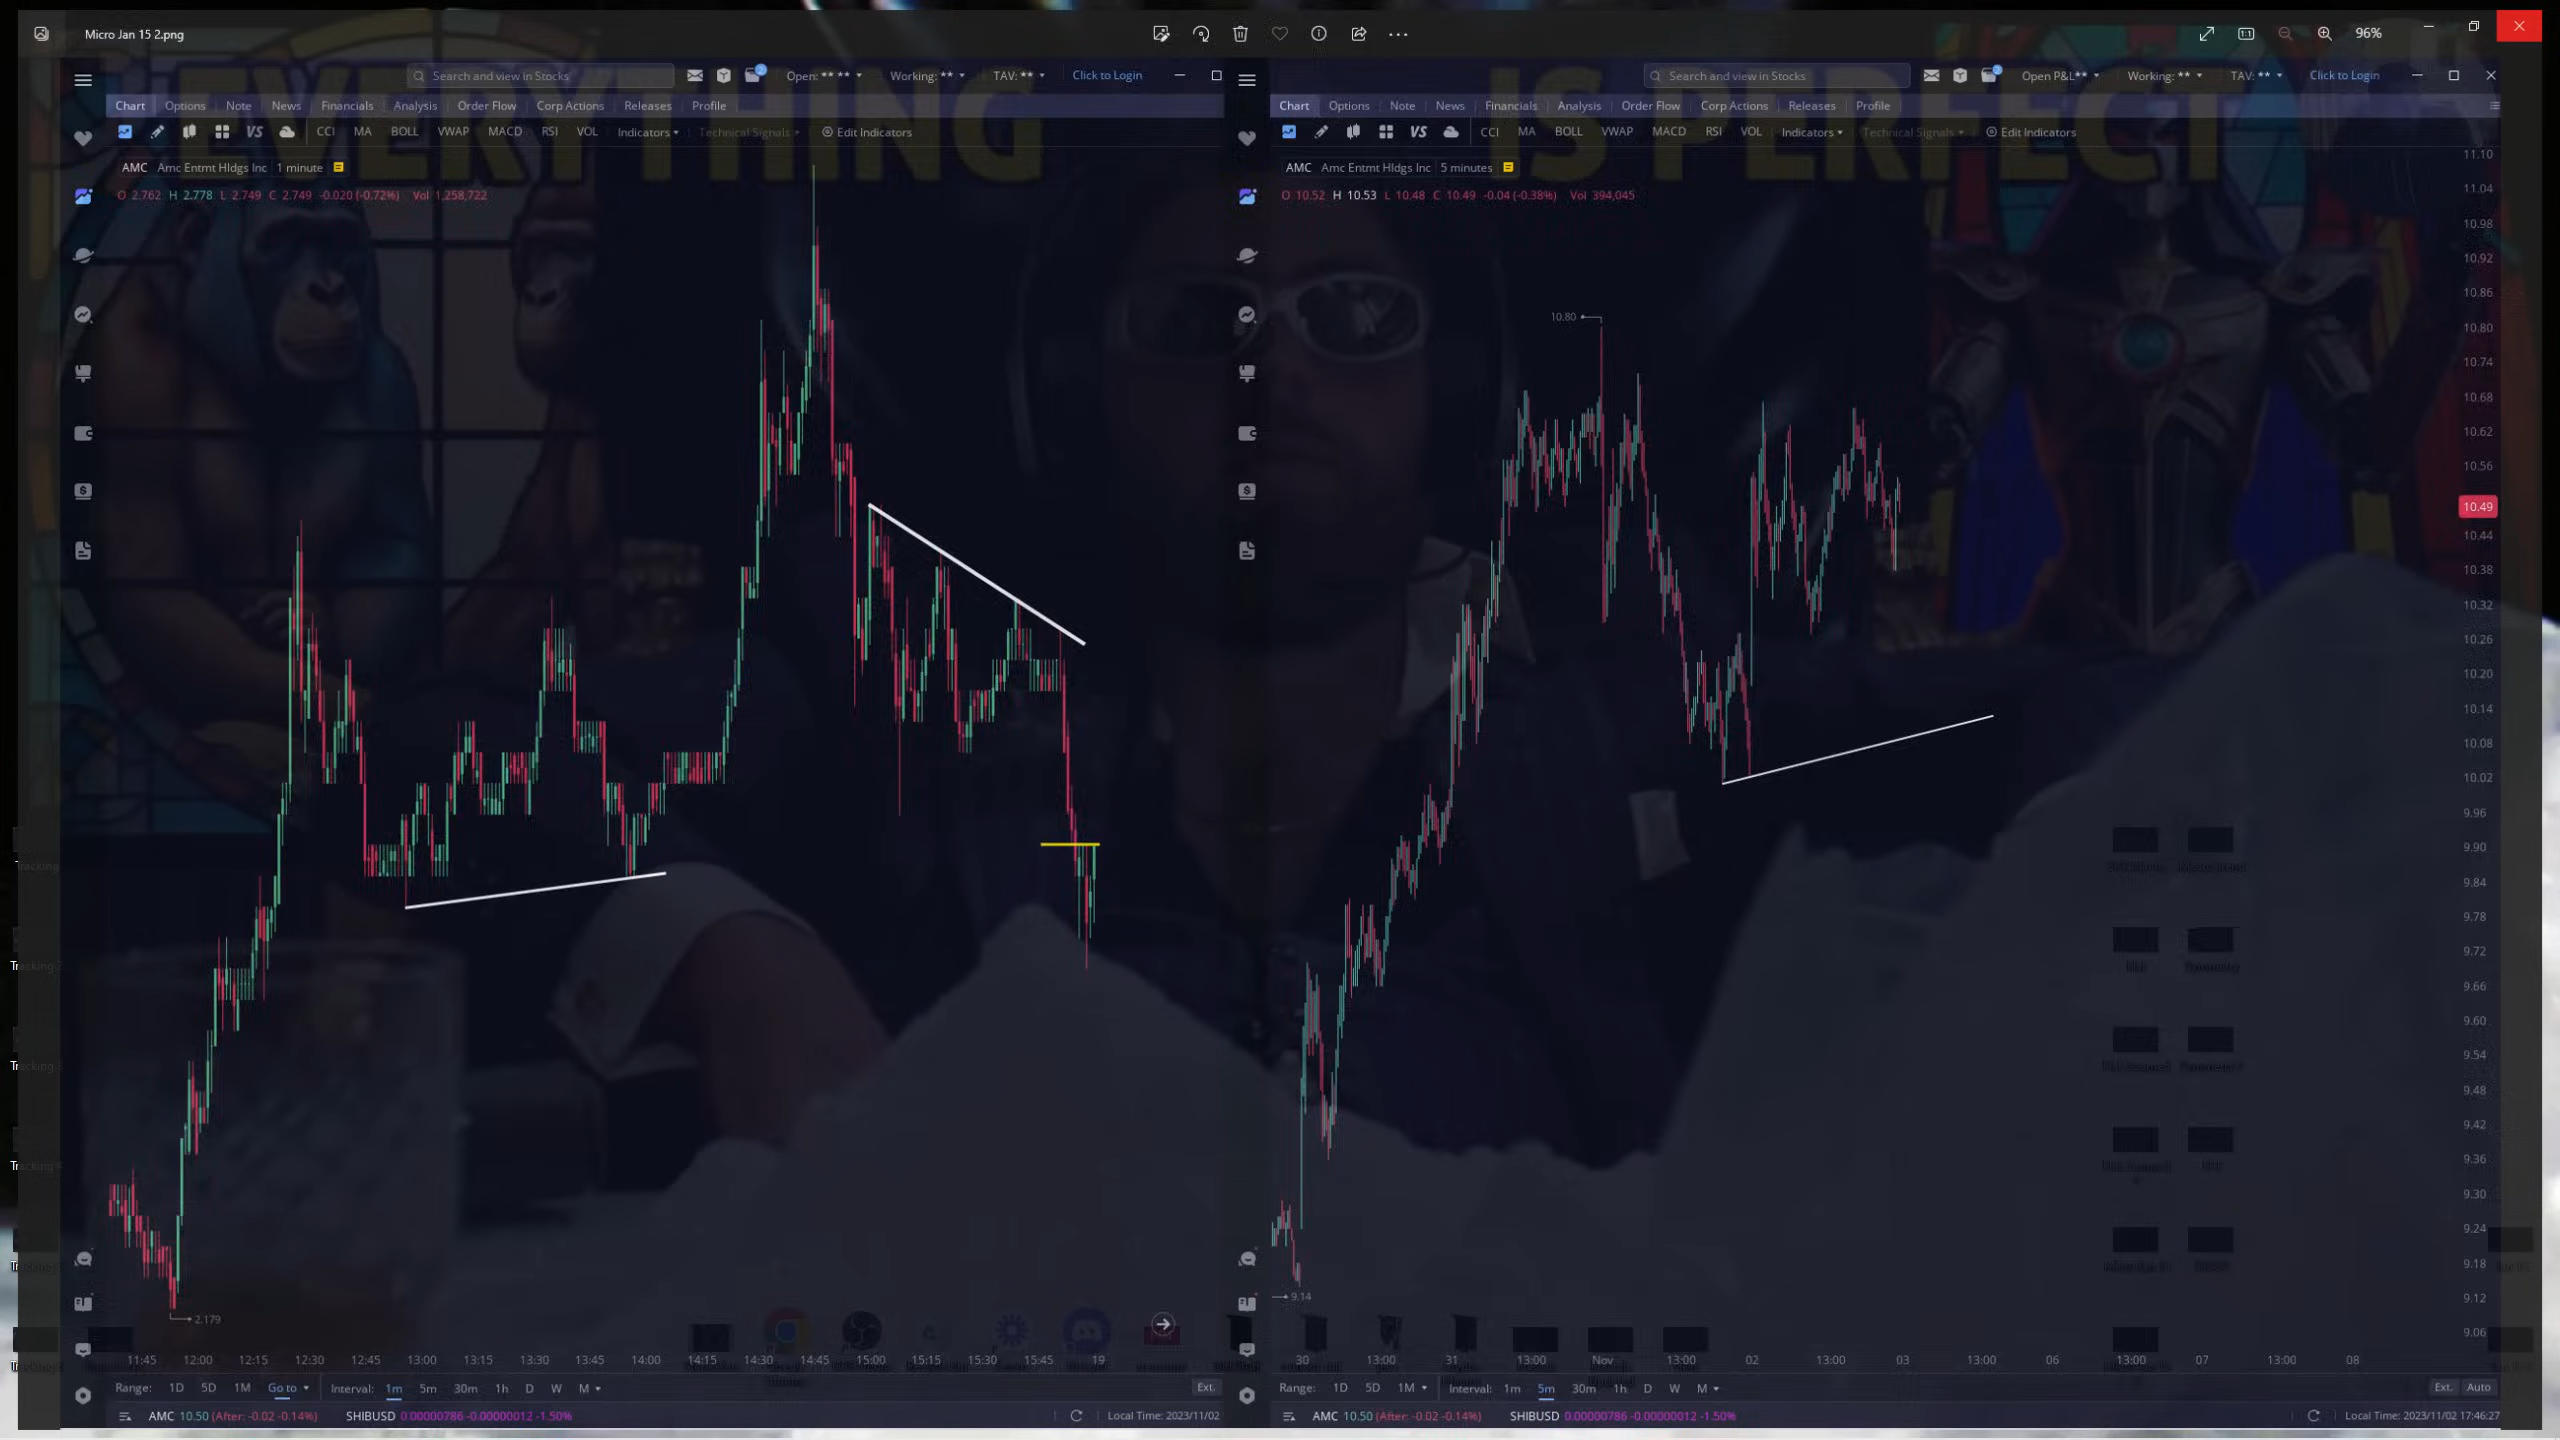 Micro Jan 15 2.png
96%
EVERYTHING IS PERFECT
Search and view in Stocks
2
Open: ** **
Working: **
TAV: **
Click to Login
Chart Options Note News Financials Analysis Order Flow Corp Actions Releases Profile
VS CCI MA BOLL VWAP MACD RSI VOL Indicators Technical Signals Edit Indicators
AMC Amc Entmt Hldgs Inc 1 minute
O 2.762 H 2.778 L 2.749 C 2.749 -0.020 (-0.72%) Vol 1,258,722
2.179
11:45 12:00 12:15 12:30 12:45 13:00 13:15 13:30 13:45 14:00 14:15 14:30 14:45 15:00 15:15 15:30 15:45 19
Range: 1D 5D 1M Go to Interval: 1m 5m 30m 1h D W M
Ext.
AMC 10.50 (After: -0.02 -0.14%) SHIBUSD 0.00000786 -0.00000012 -1.50%
Local Time: 2023/11/02
Search and view in Stocks
2
Open P&L**
Working: **
TAV: **
Click to Login
Chart Options Note News Financials Analysis Order Flow Corp Actions Releases Profile
VS CCI MA BOLL VWAP MACD RSI VOL Indicators Technical Signals Edit Indicators
AMC Amc Entmt Hldgs Inc 5 minutes
O 10.52 H 10.53 L 10.48 C 10.49 -0.04 (-0.38%) Vol 394,045
11.10
11.04
10.98
10.92
10.86
10.80
10.80
10.74
10.68
10.62
10.56
10.49
10.44
10.38
10.32
10.26
10.20
10.14
10.08
10.02
9.96
9.90
9.84
9.78
9.72
9.66
9.60
9.54
9.48
9.42
9.36
9.30
9.24
9.18
9.12
9.06
9.14
30 13:00 31 13:00 Nov 13:00 02 13:00 03 13:00 06 13:00 07 13:00 08
Range: 1D 5D 1M Interval: 1m 5m 30m 1h D W M
Ext. Auto
AMC 10.50 (After: -0.02 -0.14%) SHIBUSD 0.00000786 -0.00000012 -1.50%
Local Time: 2023/11/02 17:46:27
Tracking